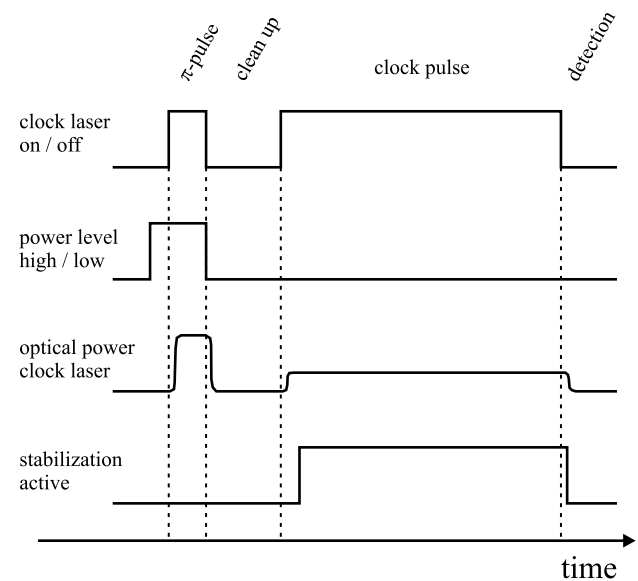 π-pulse
clean up
clock pulse
detection
clock laser
on / off
power level
high / low
optical power
clock laser
stabilization
active
time